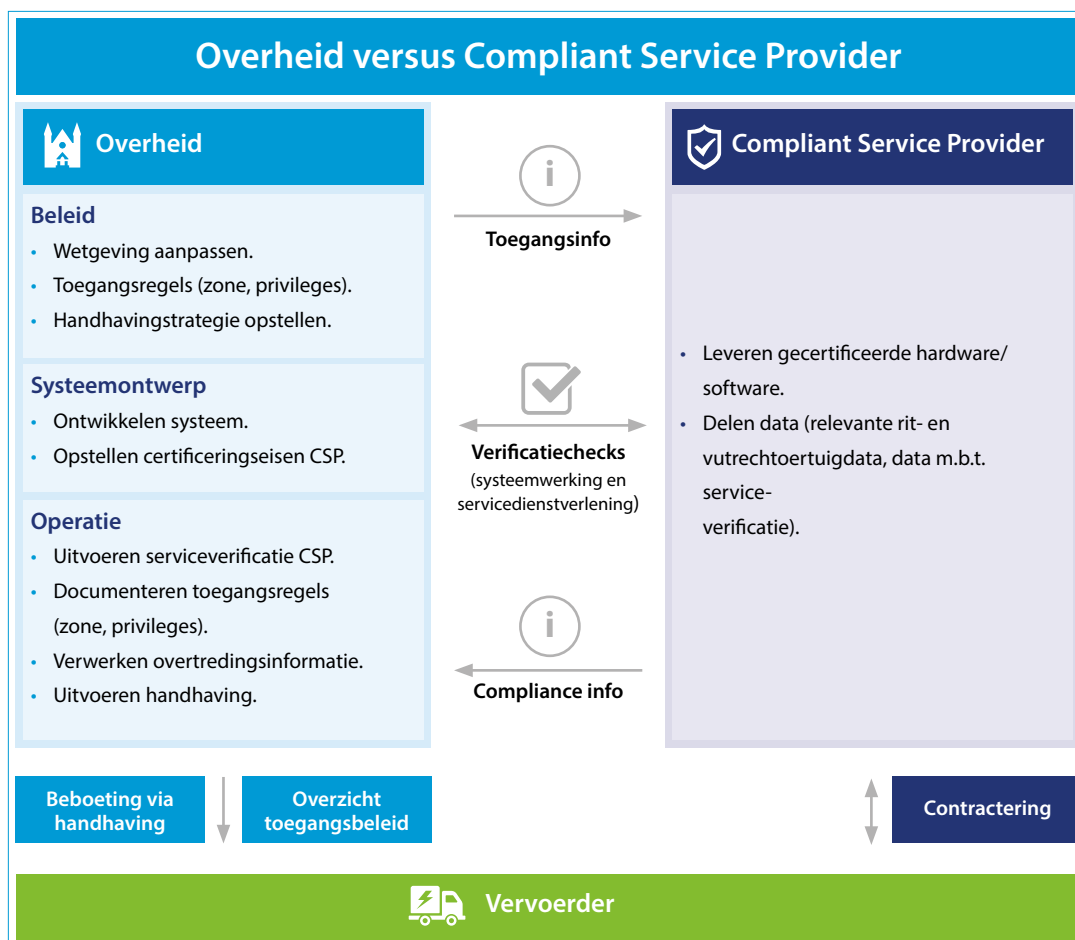 Overheid versus Compliant Service Provider
Overheid
Beleid
• Wetgeving aanpassen.
• Toegangsregels (zone, privileges).
• Handhavingstrategie opstellen.
Systeemontwerp
• Ontwikkelen systeem.
• Opstellen certificeringseisen CSP.
Operatie
• Uitvoeren serviceverificatie CSP.
• Documenteren toegangsregels
(zone, privileges).
• Verwerken overtredingsinformatie.
• Uitvoeren handhaving.
i
Toegangsinfo
Verificatiechecks
(systeemwerking en
servicedienstverlening)
i
Compliance info
Compliant Service Provider
• Leveren gecertificeerde hardware/
software.
• Delen data (relevante rit- en
vutrechtoertuigdata, data m.b.t.
service-
verificatie).
Beboeting via
handhaving
Overzicht
toegangsbeleid
Contractering
Vervoerder